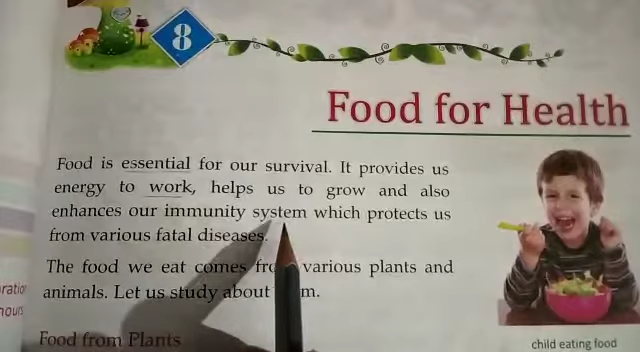 8
Food for Health
Food is essential for our survival. It provides us
energy to work, helps us to grow and also
enhances our immunity system which protects us
from various fatal diseases.
The food we eat comes various plants and
animals. Let us study about
Food from Plants
child eating food